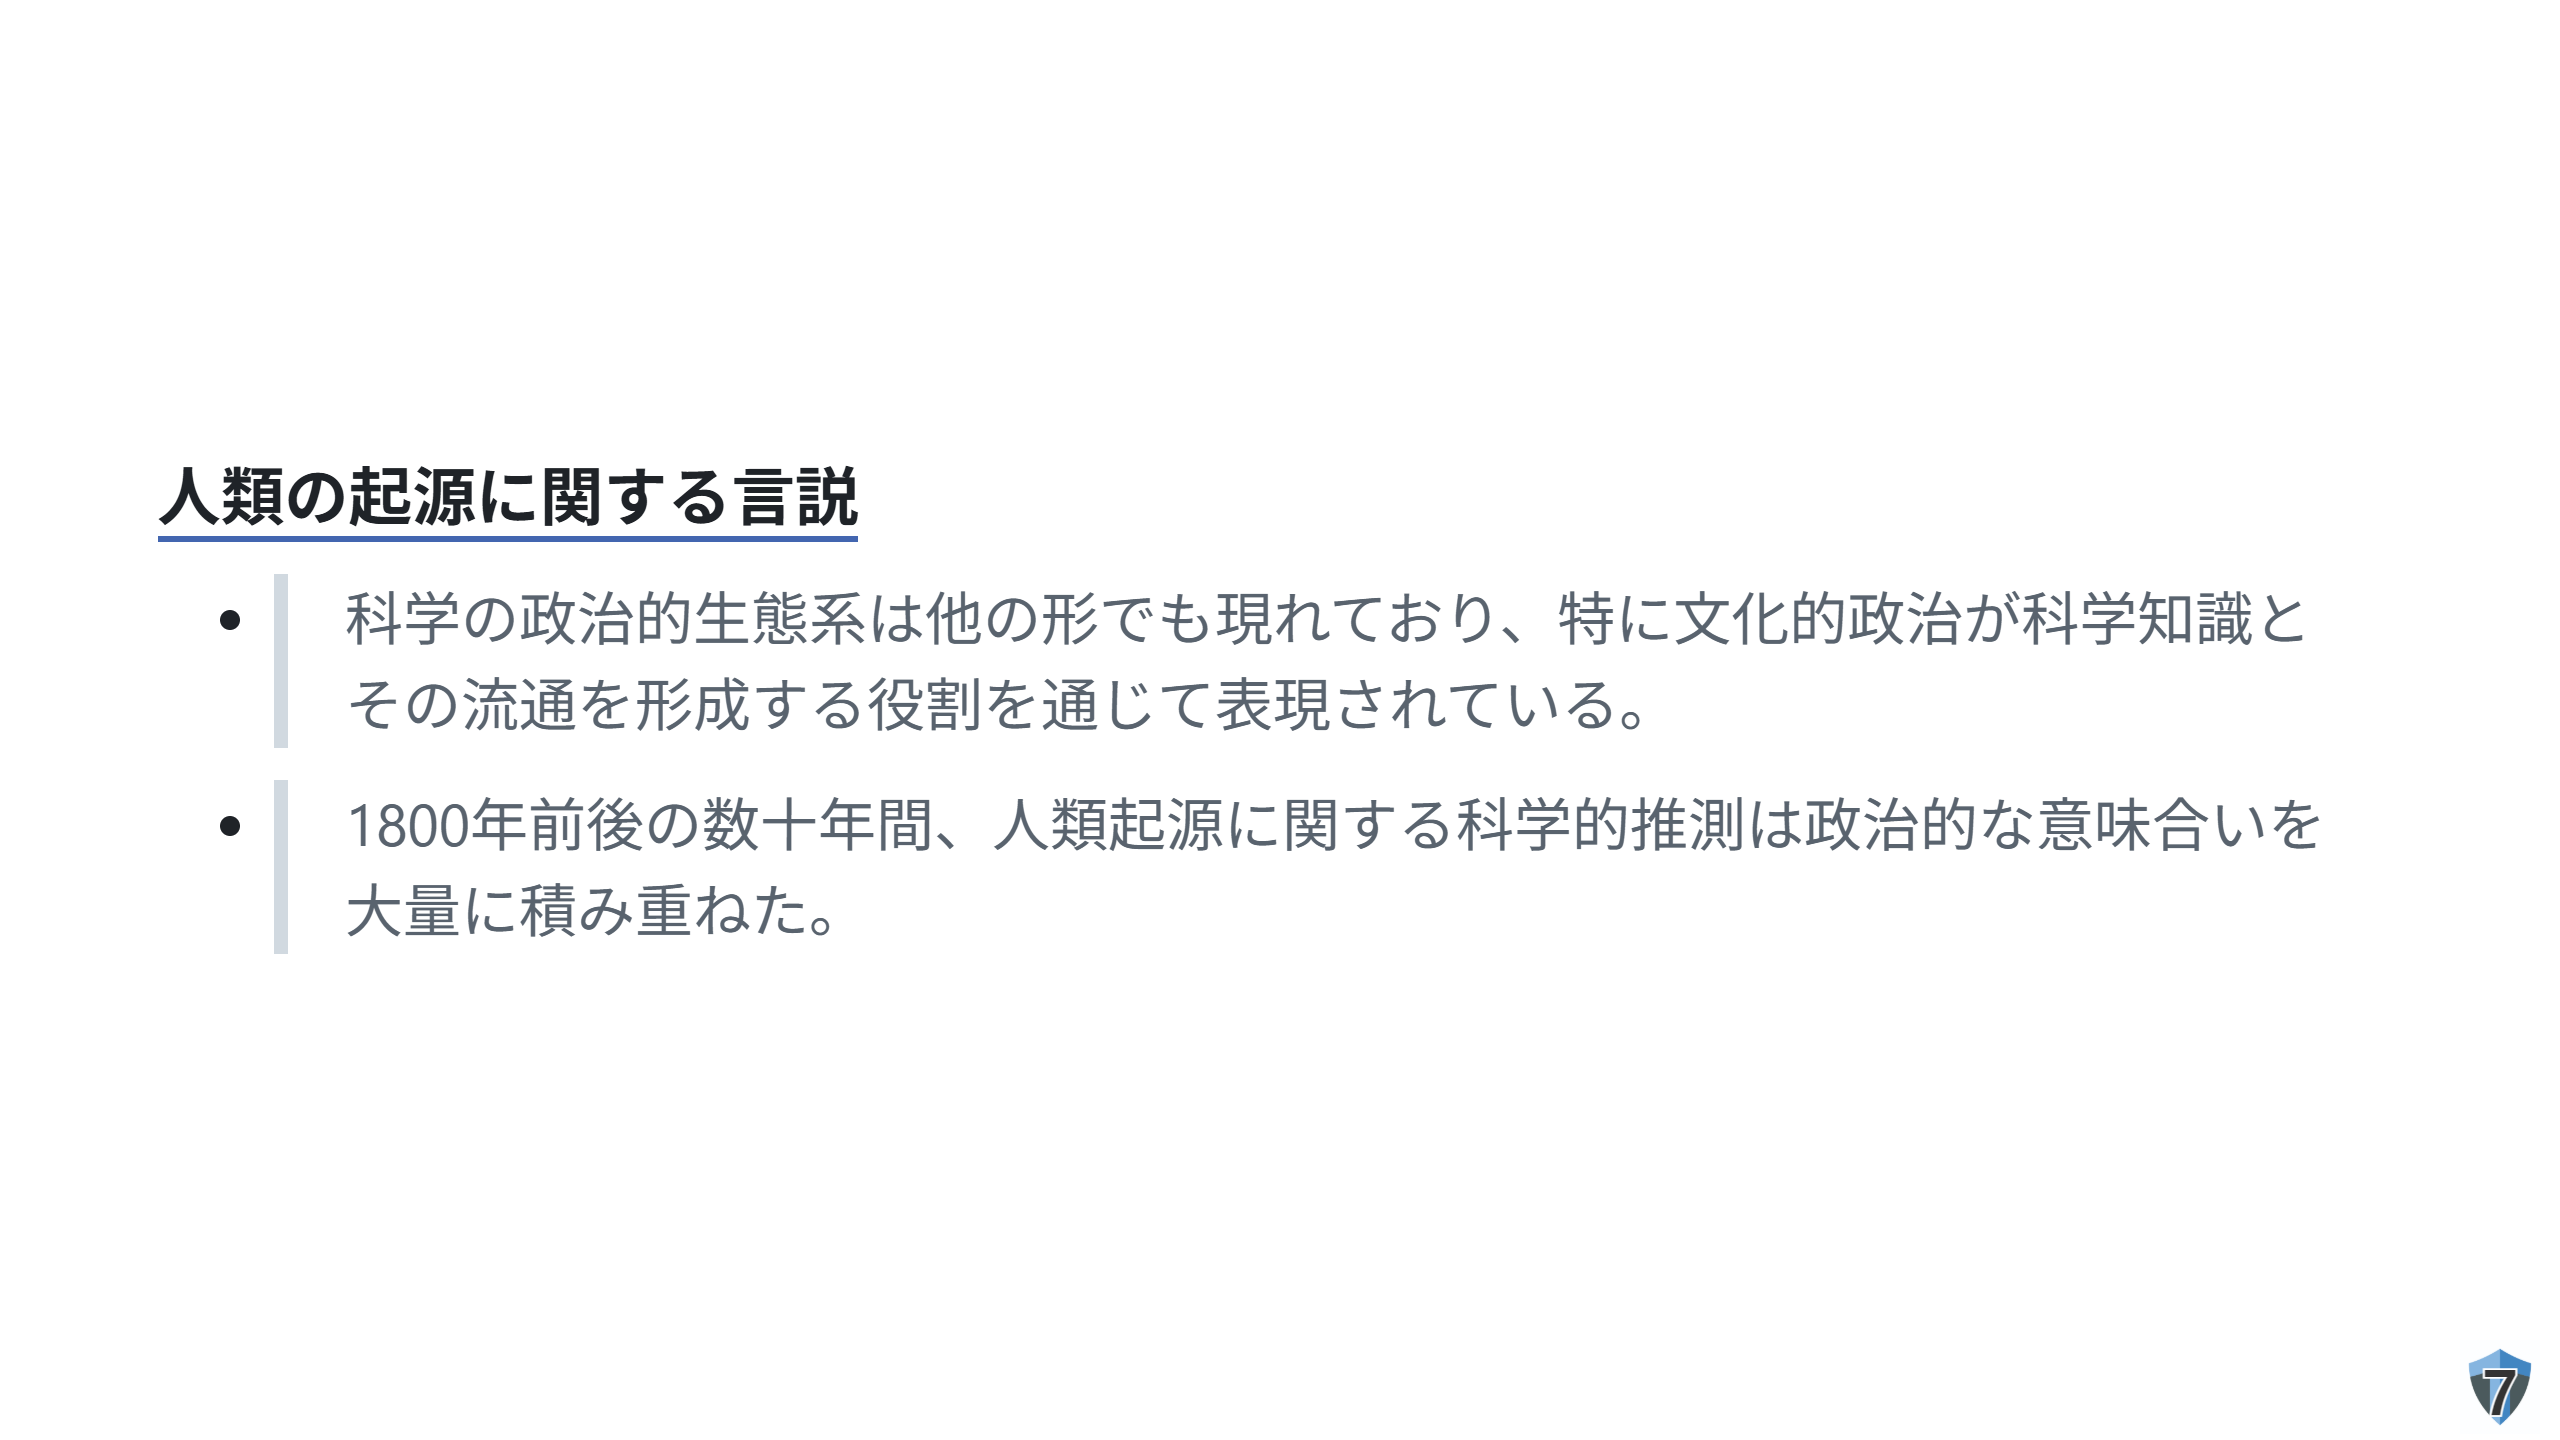 人類の起源に関する言説
科学の政治的生態系は他の形でも現れており、特に文化的政治が科学知識と
その流通を形成する役割を通じて表現されている。
1800年前後の数十年間、人類起源に関する科学的推測は政治的な意味合いを
大量に積み重ねた。
7